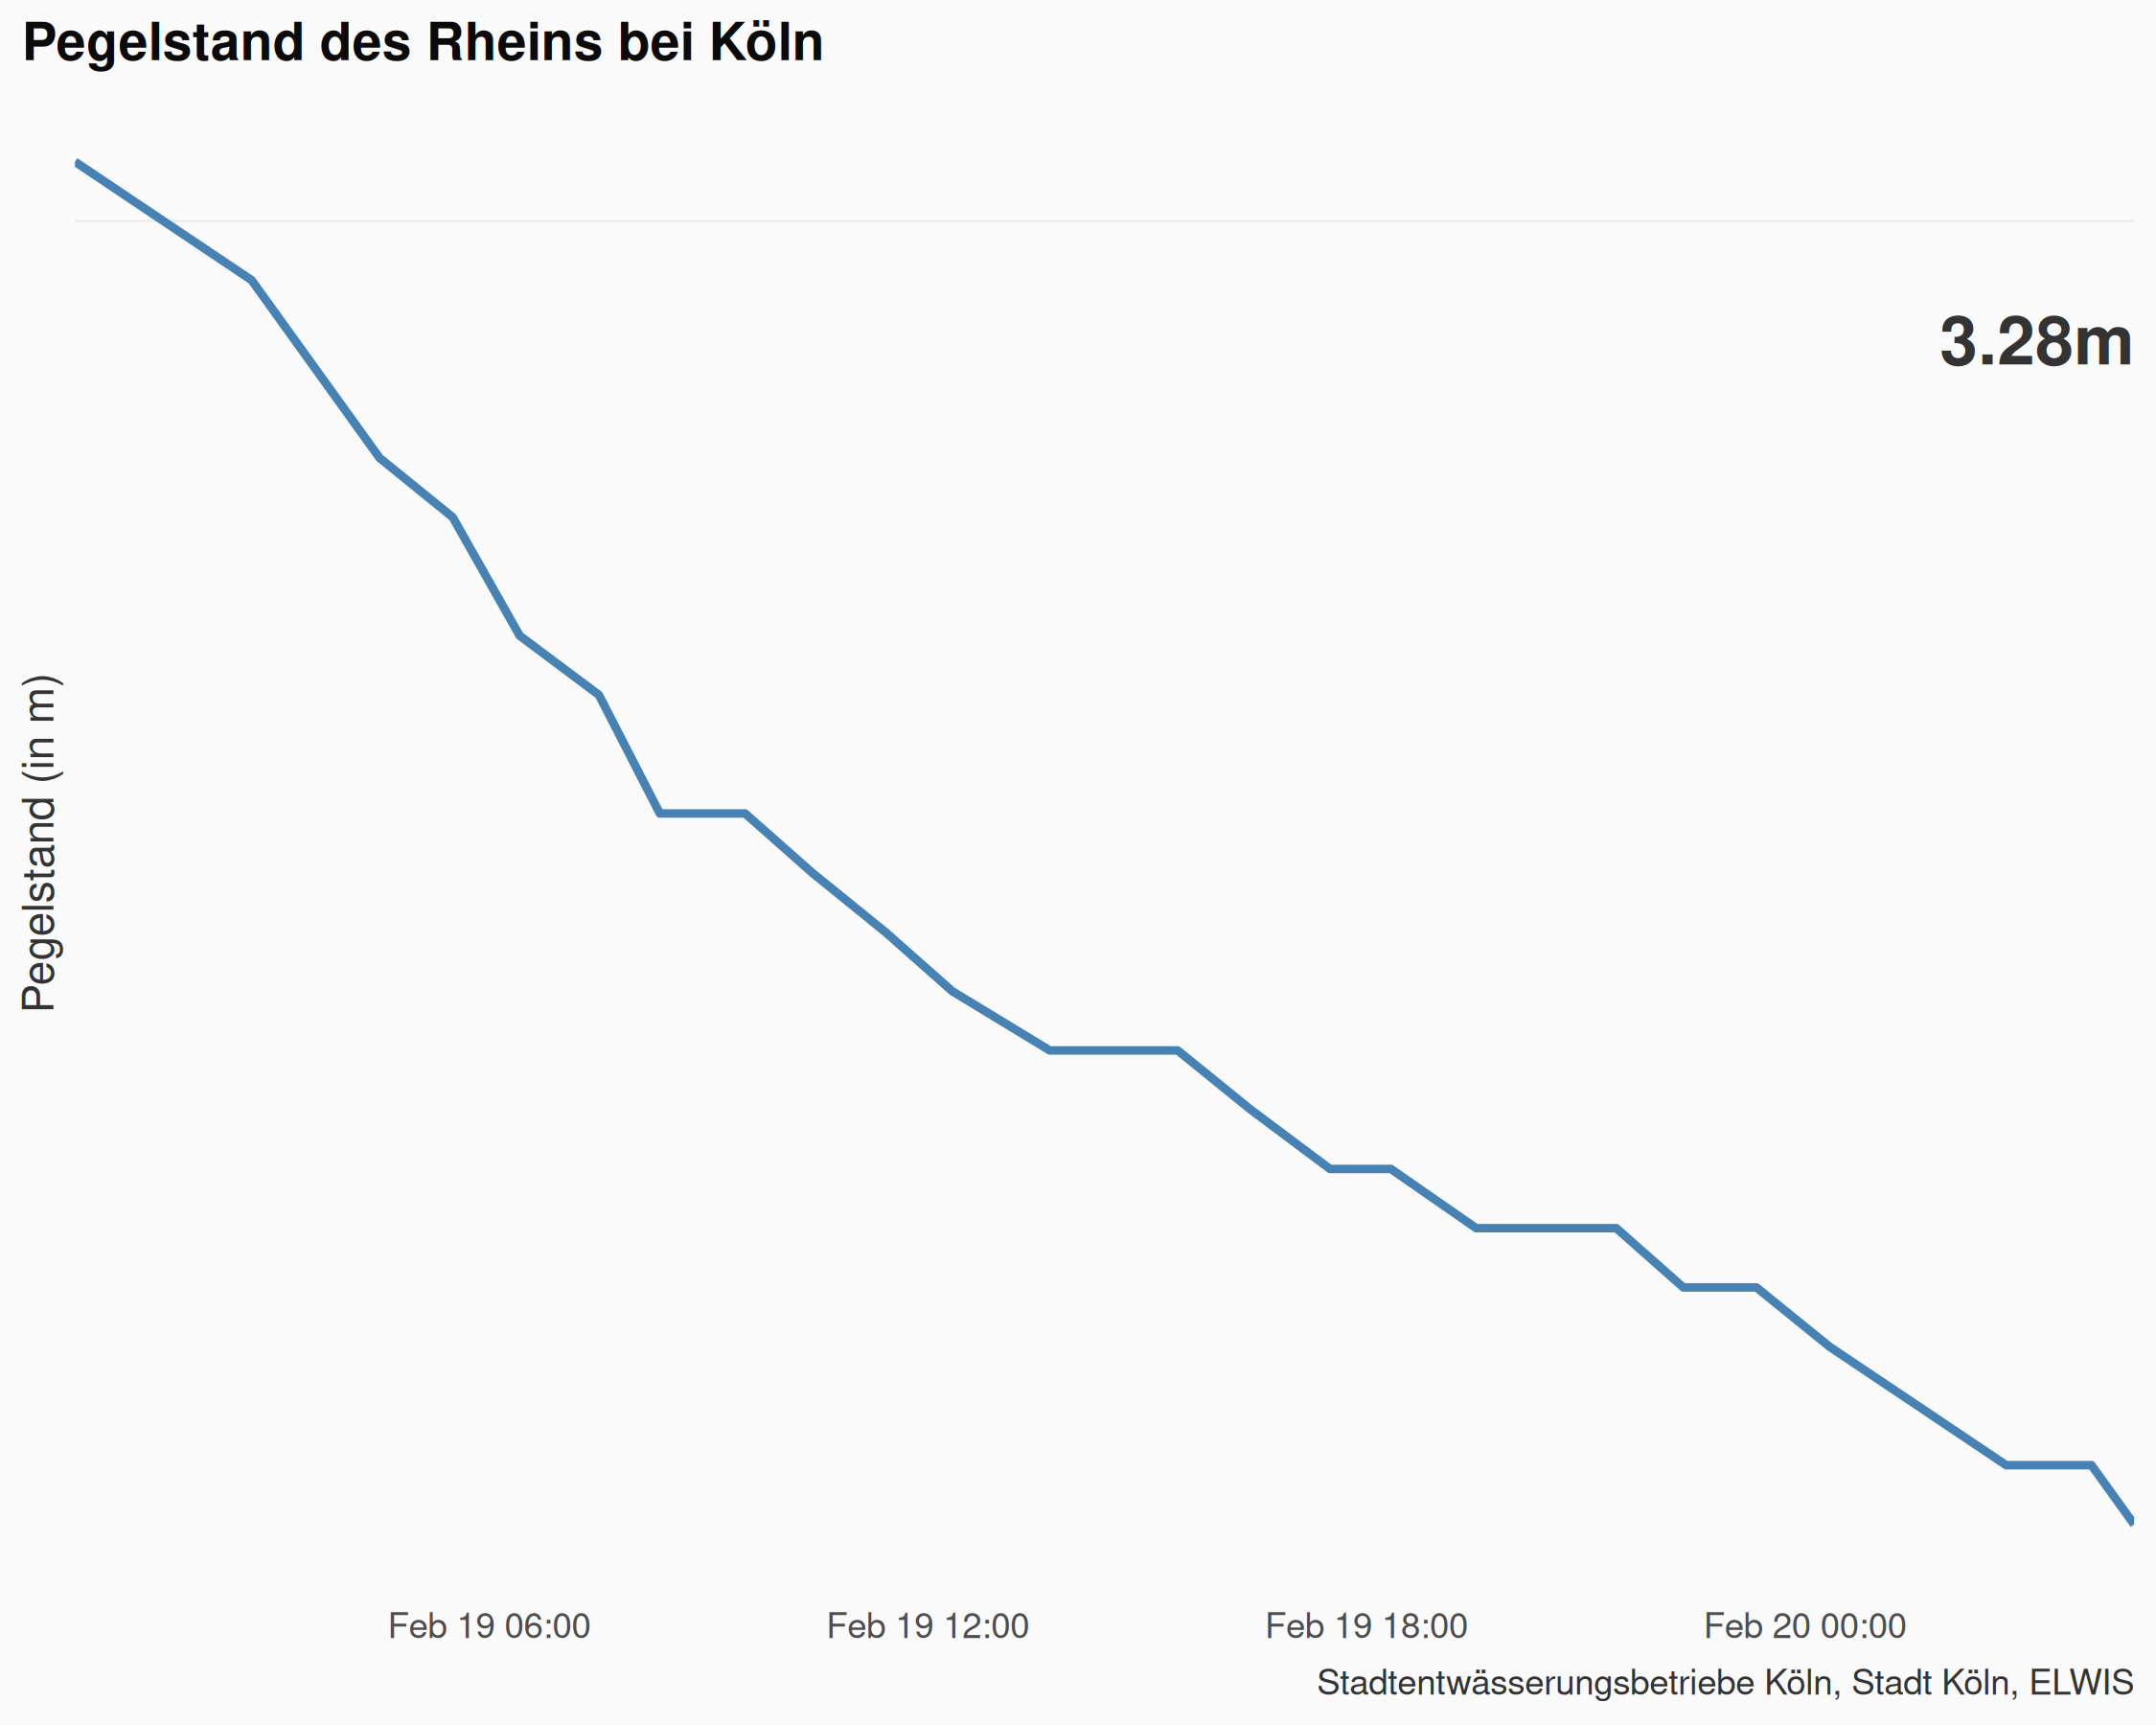 Pegelstand des Rheins bei Köln
3.28m
Pegelstand (in m)
Feb 19 06:00 Feb 19 12:00 Feb 19 18:00 Feb 20 00:00
Stadtentwässerungsbetriebe Köln, Stadt Köln, ELWIS